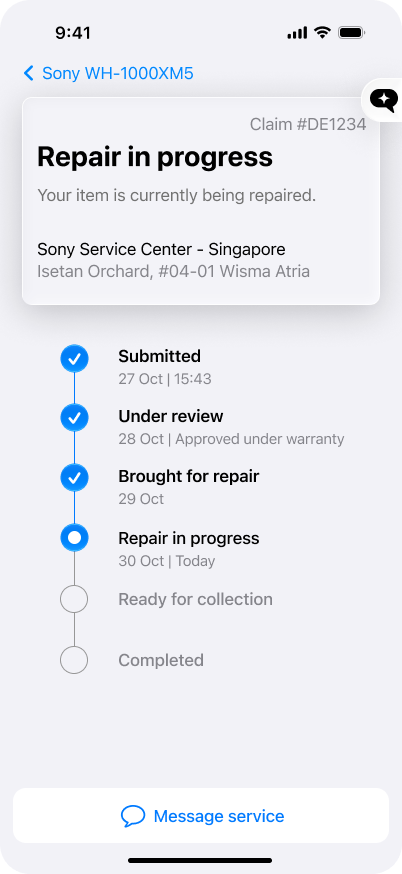 9:41
Sony WH-1000XM5
Claim #DE1234
Repair in progress
Your item is currently being repaired.
Sony Service Center - Singapore
Isetan Orchard, #04-01 Wisma Atria
Submitted
27 Oct | 15:43
Under review
28 Oct | Approved under warranty
Brought for repair
29 Oct
Repair in progress
30 Oct | Today
Ready for collection
Completed
Message service